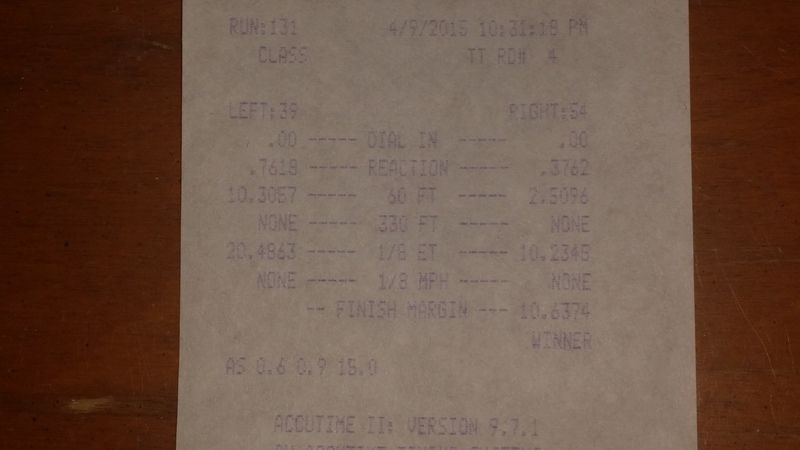 RUN:131 4/9/2015 10:31:18 PM
CLASS TT RD# 4
LEFT:39 RIGHT:54
.00 ----- DIAL IN ----- .00
.7618 ----- REACTION ----- .3762
10.3057 ----- 60 FT ----- 2.5096
NONE ----- 330 FT ----- NONE
20.4863 ----- 1/8 ET ----- 10.2345
NONE ----- 1/8 MPH ----- NONE
-- FINISH MARGIN --- 10.6374
WINNER
AS 0.6 0.9 15.0
ACCUTIME II: VERSION 9.7.1